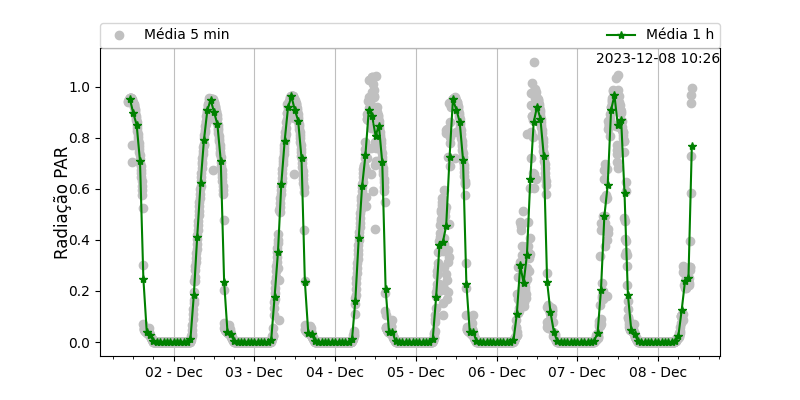 Média 5 min
Média 1 h
2023-12-08 10:26
Radiação PAR
1.0
0.8
0.6
0.4
0.2
0.0
02 - Dec
03 - Dec
04 - Dec
05 - Dec
06 - Dec
07 - Dec
08 - Dec